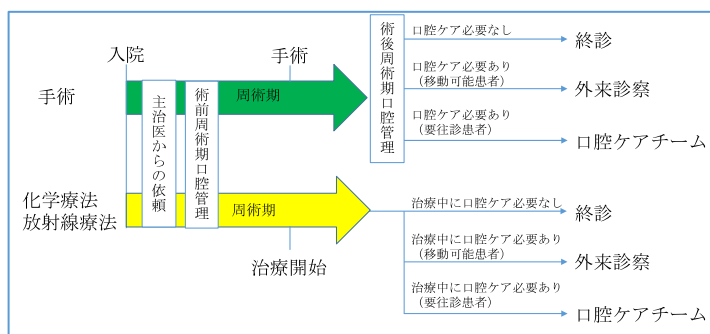 入院
手術
手術
周術期
主治医からの依頼
術前周術期口腔管理
術後周術期口腔管理
口腔ケア必要なし
終診
口腔ケア必要あり
（移動可能患者）
外来診察
口腔ケア必要あり
（要往診患者）
口腔ケアチーム
化学療法
放射線療法
周術期
治療開始
治療中に口腔ケア必要なし
終診
治療中に口腔ケア必要あり
（移動可能患者）
外来診察
治療中に口腔ケア必要あり
（要往診患者）
口腔ケアチーム